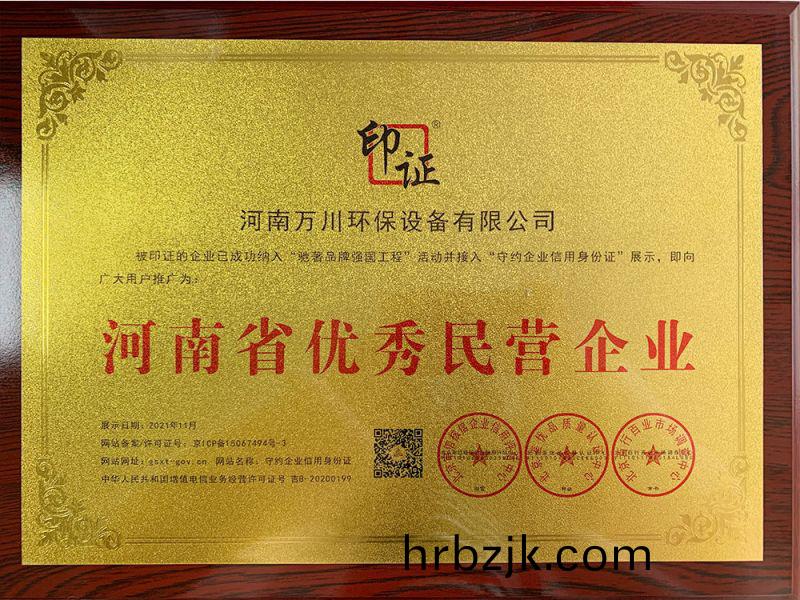 印证®
河南万川环保设备有限公司
被印证的企业已成功纳入“驰著品牌强国工程”活动并接入“守约企业信用身份证”展示，即向
广大用户推广为：
河南省优秀民营企业
展示日期：2021年11月
网站备案/许可证号：京ICP备15067494号-3
网站网址：gsxt-gov.cn 网站名称：守约企业信用身份证
中华人民共和国增值电信业务经营许可证号 吉B-20200199
hrbzjk.com